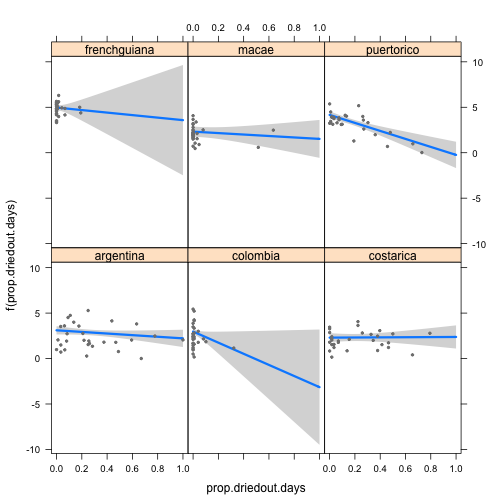 0.0 0.2 0.4 0.6 0.8 1.0
frenchguiana macae puertorico
10
5
0
-5
-10
argentina colombia costarica
10
5
0
-5
-10
0.0 0.2 0.4 0.6 0.8 1.0 0.0 0.2 0.4 0.6 0.8 1.0
f(prop.driedout.days)
prop.driedout.days